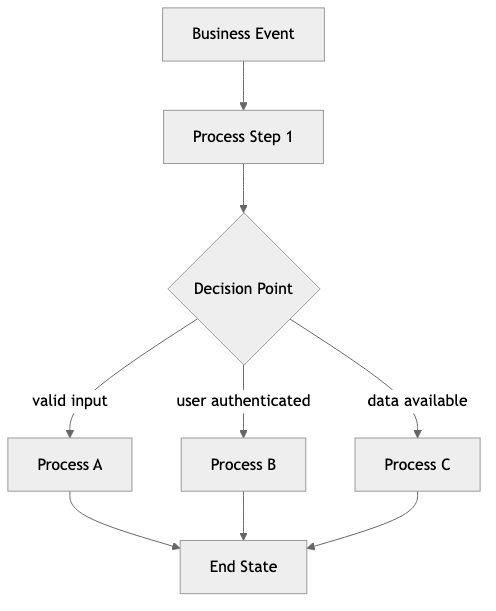 Business Event
Process Step 1
Decision Point
valid input
user authenticated
data available
Process A
Process B
Process C
End State